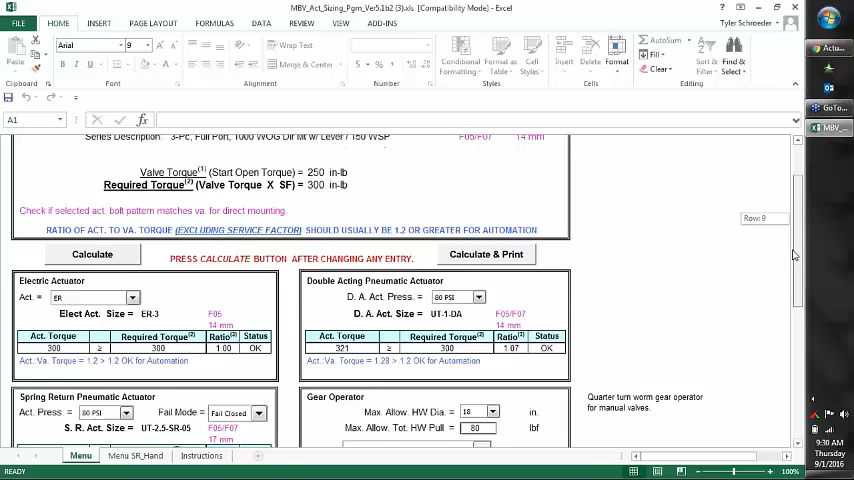 MBV_Act_Sizing_Pgrm_Ver5.1b2 (3).xls [Compatibility Mode] - Excel
FILE HOME INSERT PAGE LAYOUT FORMULAS DATA REVIEW VIEW ADD-INS Tyler Schroeder
Paste Arial 9 Wrap Text Merge & Center Conditional Formatting Format as Table Cell Styles Insert Delete Format AutoSum Fill Clear Sort & Filter Find & Select
Clipboard Font Alignment Number Styles Cells Editing
A1 fx
Series Description: 3-Pc, Full Port, 1000 WOG Dir Mt w/ Lever / 150 WSP F05/F07 14 mm
Valve Torque(1) (Start Open Torque) = 250 in-lb
Required Torque(2) (Valve Torque X SF) = 300 in-lb
Check if selected act. bolt pattern matches va. for direct mounting.
RATIO OF ACT. TO VA. TORQUE (EXCLUDING SERVICE FACTOR) SHOULD USUALLY BE 1.2 OR GREATER FOR AUTOMATION
Row: 9
Calculate PRESS CALCULATE BUTTON AFTER CHANGING ANY ENTRY. Calculate & Print
Electric Actuator
Act. = ER
Elect Act. Size = ER-3 F05
14 mm
Act. Torque Required Torque(2) Ratio(3) Status
300 ≥ 300 1.00 OK
Act.:Va. Torque = 1.2 > 1.2 OK for Automation
Double Acting Pneumatic Actuator
D. A. Act. Press. = 80 PSI
D. A. Act. Size = UT-1-DA F05/F07
14 mm
Act. Torque Required Torque(2) Ratio(3) Status
321 ≥ 300 1.07 OK
Act.:Va. Torque = 1.28 > 1.2 OK for Automation
Spring Return Pneumatic Actuator
Act. Press. = 80 PSI Fail Mode = Fail Closed
S. R. Act. Size = UT-2.5-SR-05 F05/F07
17 mm
Gear Operator
Max. Allow. HW Dia. = 18 in.
Max. Allow. Tot. HW Pull = 80 lbf
Quarter turn worm gear operator
for manual valves.
Menu Menu SR_Hand Instructions
READY 100%
Actu...
GoTo...
MBV_...
9:30 AM
Thursday
9/1/2016